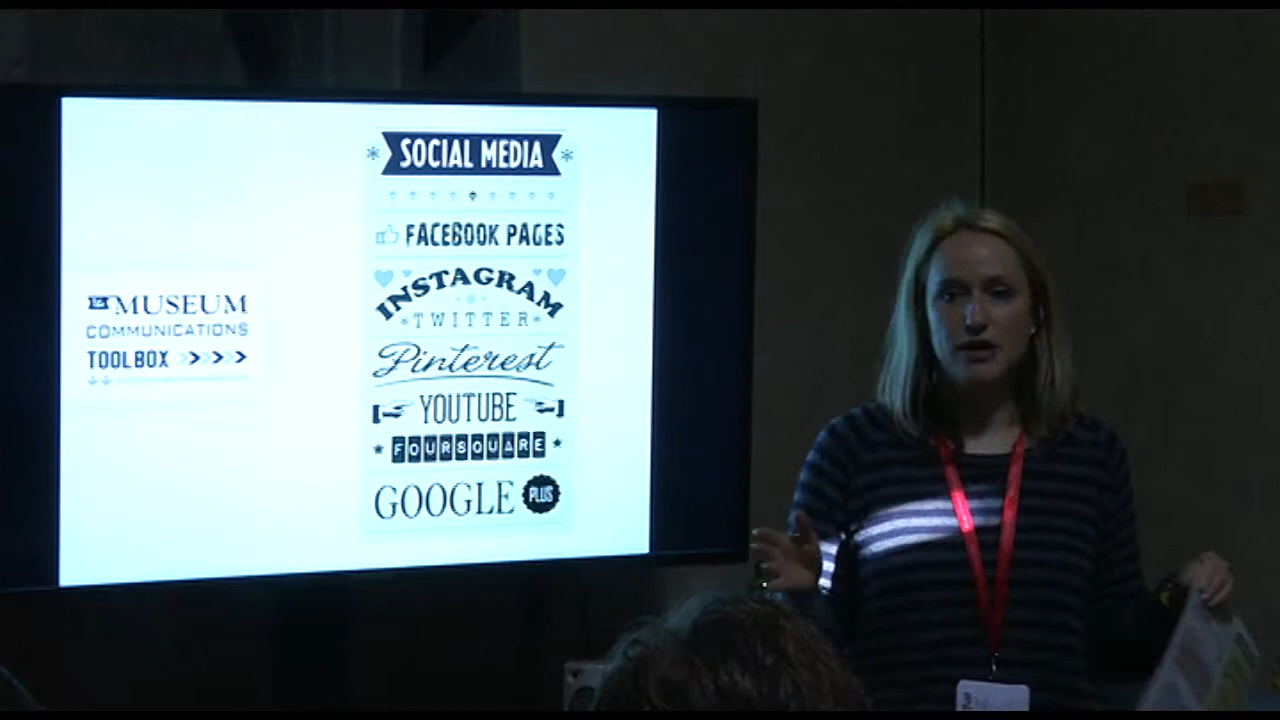 MUSEUM
COMMUNICATIONS
TOOLBOX
SOCIAL MEDIA
FACEBOOK PAGES
INSTAGRAM
TWITTER
Pinterest
YOUTUBE
FOURSQUARE
GOOGLE PLUS